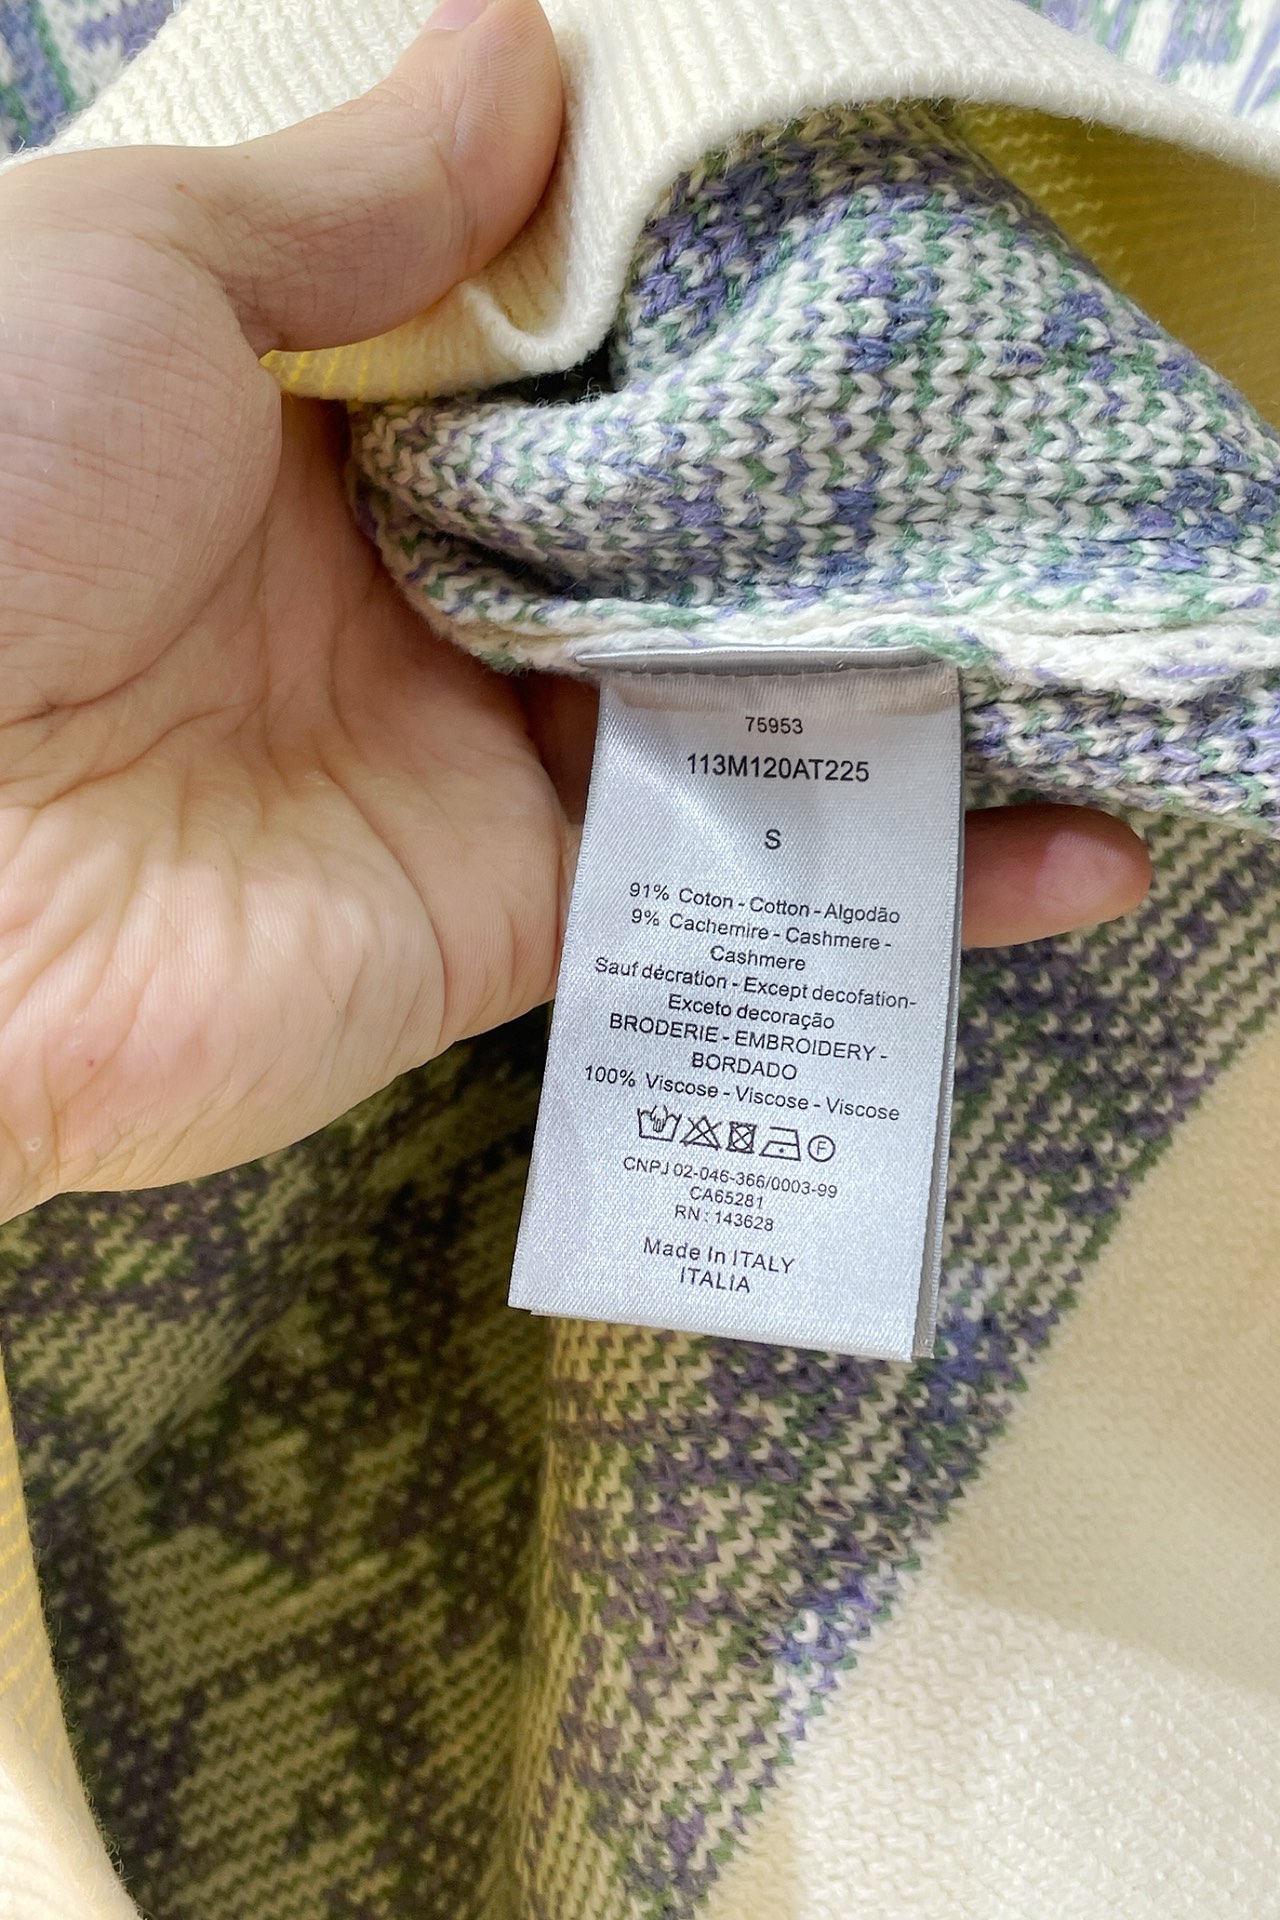 75953
113M120AT225
S
91% Coton - Cotton - Algodão
9% Cachemire - Cashmere -
Cashmere
Sauf décration - Except decofation-
Exceto decoração
BRODERIE - EMBROIDERY -
BORDADO
100% Viscose - Viscose - Viscose
F
CNPJ 02-046-366/0003-99
CA65281
RN : 143628
Made In ITALY
ITALIA